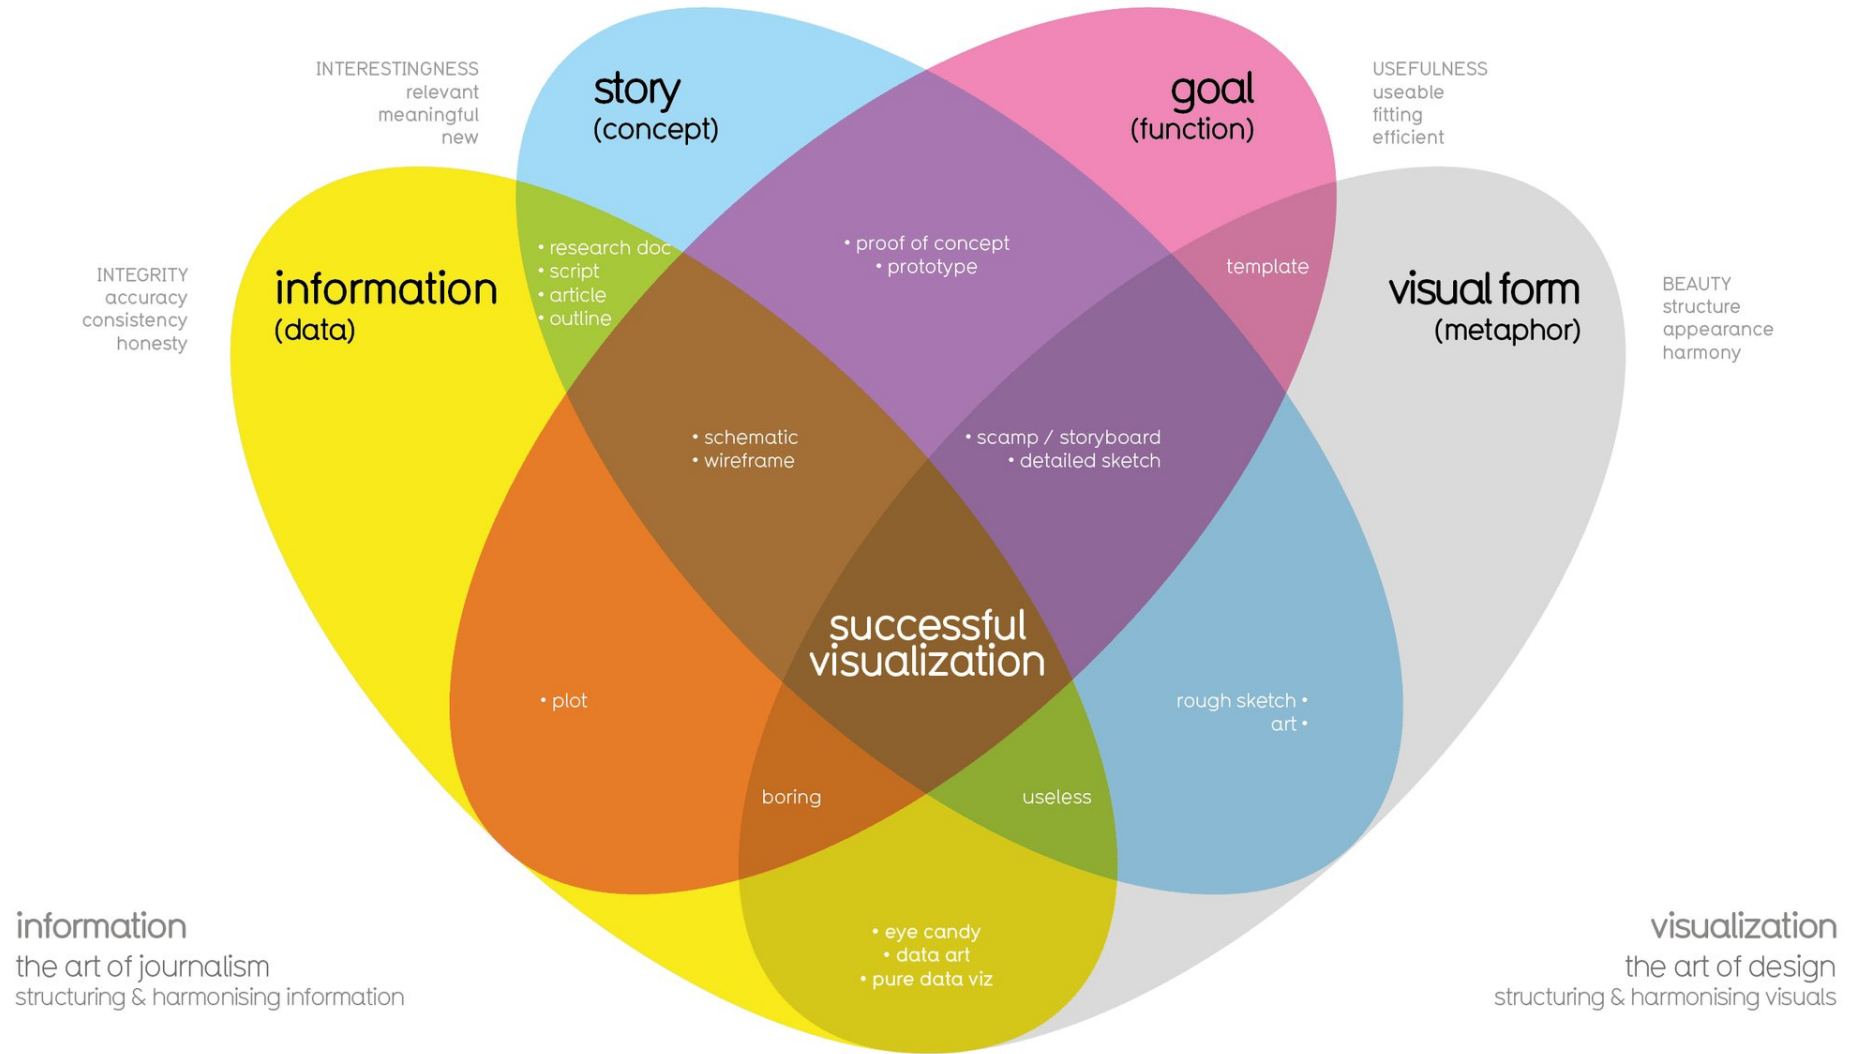 INTERESTINGNESS
relevant
meaningful
new
story
(concept)
goal
(function)
USEFULNESS
useable
fitting
efficient
INTEGRITY
accuracy
consistency
honesty
information
(data)
• research doc
• script
• article
• outline
• proof of concept
• prototype
template
visual form
(metaphor)
BEAUTY
structure
appearance
harmony
• schematic
• wireframe
• scamp / storyboard
• detailed sketch
successful
visualization
• plot
rough sketch •
art •
boring
useless
• eye candy
• data art
• pure data viz
information
the art of journalism
structuring & harmonising information
visualization
the art of design
structuring & harmonising visuals